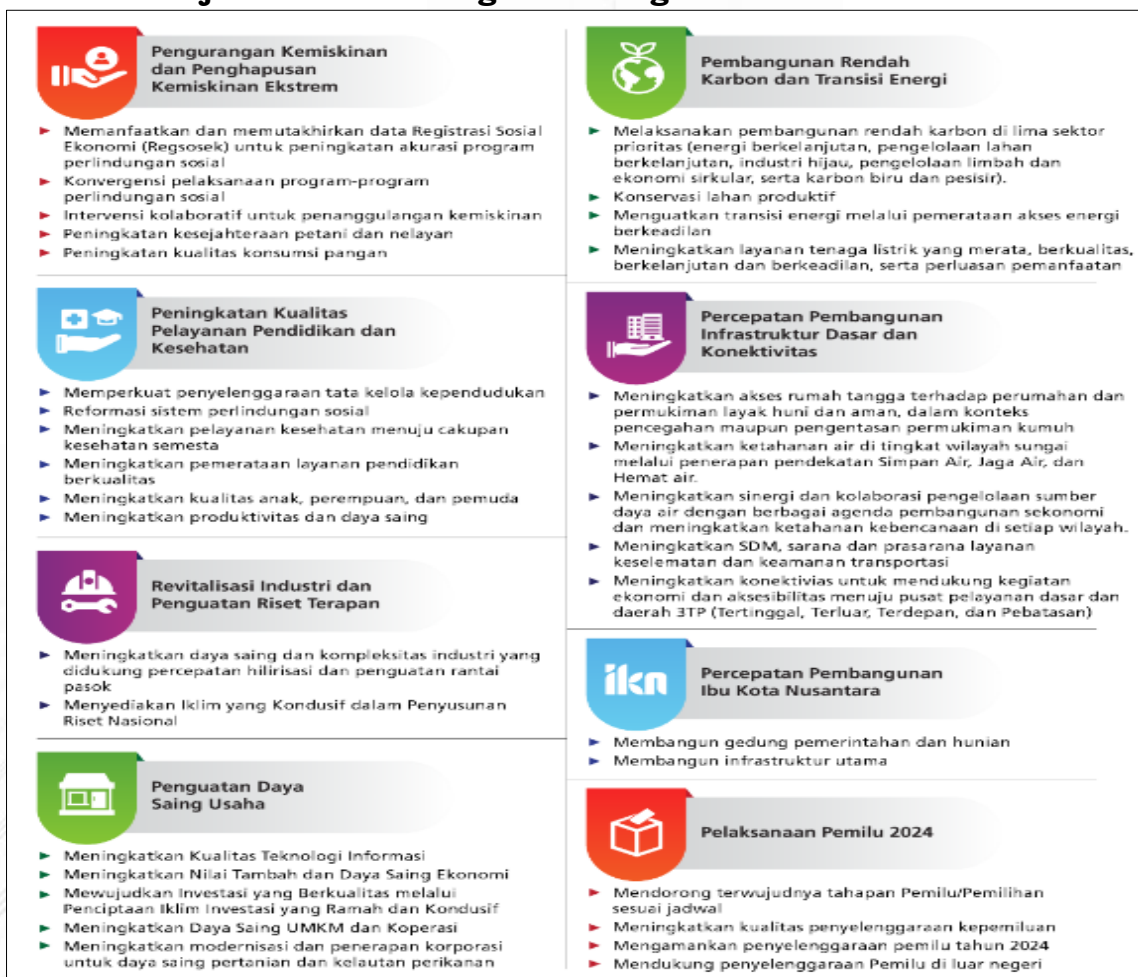 Pengurangan Kemiskinan
dan Penghapusan
Kemiskinan Ekstrem
► Memanfaatkan dan memutakhirkan data Registrasi Sosial
Ekonomi (Regsosek) untuk peningkatan akurasi program
perlindungan sosial
► Konvergensi pelaksanaan program-program
perlindungan sosial
► Intervensi kolaboratif untuk penanggulangan kemiskinan
► Peningkatan kesejahteraan petani dan nelayan
► Peningkatan kualitas konsumsi pangan
Peningkatan Kualitas
Pelayanan Pendidikan dan
Kesehatan
► Memperkuat penyelenggaraan tata kelola kependudukan
► Reformasi sistem perlindungan sosial
► Meningkatkan pelayanan kesehatan menuju cakupan
kesehatan semesta
► Meningkatkan pemerataan layanan pendidikan
berkualitas
► Meningkatkan kualitas anak, perempuan, dan pemuda
► Meningkatkan produktivitas dan daya saing
Revitalisasi Industri dan
Penguatan Riset Terapan
► Meningkatkan daya saing dan kompleksitas industri yang
didukung percepatan hilirisasi dan penguatan rantai
pasok
► Menyediakan Iklim yang Kondusif dalam Penyusunan
Riset Nasional
Penguatan Daya
Saing Usaha
► Meningkatkan Kualitas Teknologi Informasi
► Meningkatkan Nilai Tambah dan Daya Saing Ekonomi
► Mewujudkan Investasi yang Berkualitas melalui
Penciptaan Iklim Investasi yang Ramah dan Kondusif
► Meningkatkan Daya Saing UMKM dan Koperasi
► Meningkatkan modernisasi dan penerapan korporasi
untuk daya saing pertanian dan kelautan perikanan
Pembangunan Rendah
Karbon dan Transisi Energi
► Melaksanakan pembangunan rendah karbon di lima sektor
prioritas (energi berkelanjutan, pengelolaan lahan
berkelanjutan, industri hijau, pengelolaan limbah dan
ekonomi sirkular, serta karbon biru dan pesisir).
► Konservasi lahan produktif
► Menguatkan transisi energi melalui pemerataan akses energi
berkeadilan
► Meningkatkan layanan tenaga listrik yang merata, berkualitas,
berkelanjutan dan berkeadilan, serta perluasan pemanfaatan
Percepatan Pembangunan
Infrastruktur Dasar dan
Konektivitas
► Meningkatkan akses rumah tangga terhadap perumahan dan
permukiman layak huni dan aman, dalam konteks
pencegahan maupun pengentasan permukiman kumuh
► Meningkatkan ketahanan air di tingkat wilayah sungai
melalui penerapan pendekatan Simpan Air, Jaga Air, dan
Hemat air.
► Meningkatkan sinergi dan kolaborasi pengelolaan sumber
daya air dengan berbagai agenda pembangunan sekonomi
dan meningkatkan ketahanan kebencanaan di setiap wilayah.
► Meningkatkan SDM, sarana dan prasarana layanan
keselematan dan keamanan transportasi
► Meningkatkan konektivias untuk mendukung kegiatan
ekonomi dan aksesibilitas menuju pusat pelayanan dasar dan
daerah 3TP (Tertinggal, Terluar, Terdepan, dan Pebatasan)
ikn
Percepatan Pembangunan
Ibu Kota Nusantara
► Membangun gedung pemerintahan dan hunian
► Membangun infrastruktur utama
Pelaksanaan Pemilu 2024
► Mendorong terwujudnya tahapan Pemilu/Pemilihan
sesuai jadwal
► Meningkatkan kualitas penyelenggaraan kepemiluan
► Mengamankan penyelenggaraan pemilu tahun 2024
► Mendukung penyelenggaraan Pemilu di luar negeri